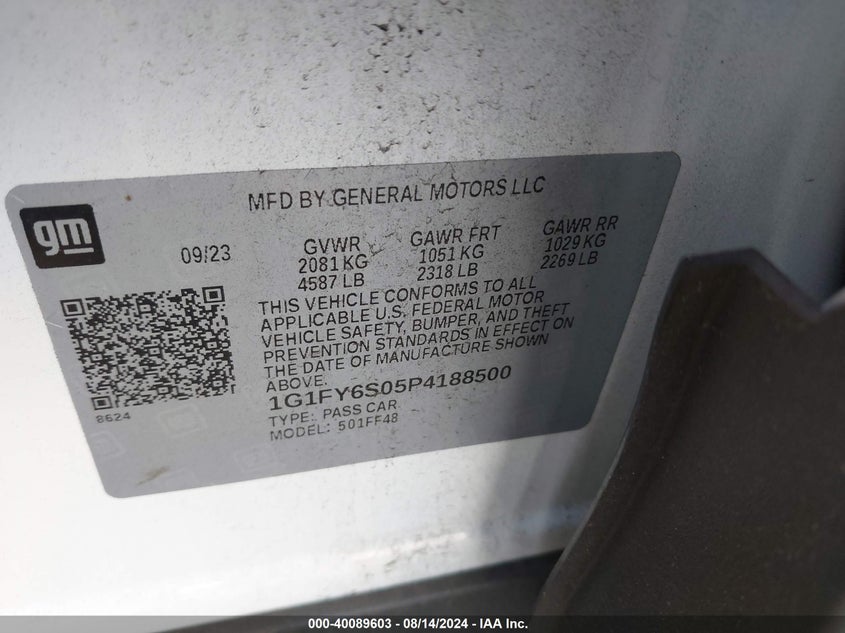 MFD BY GENERAL MOTORS LLC
gm
09/23
GVWR
2081 KG
4587 LB
GAWR FRT
1051 KG
2318 LB
GAWR RR
1029 KG
2269 LB
THIS VEHICLE CONFORMS TO ALL
APPLICABLE U.S. FEDERAL MOTOR
VEHICLE SAFETY, BUMPER, AND THEFT
PREVENTION STANDARDS IN EFFECT ON
THE DATE OF MANUFACTURE SHOWN
ABOVE.
1G1FY6S05P4188500
TYPE: PASS CAR
MODEL: 501FF48
8624
000-40089603 - 08/14/2024 - IAA Inc.